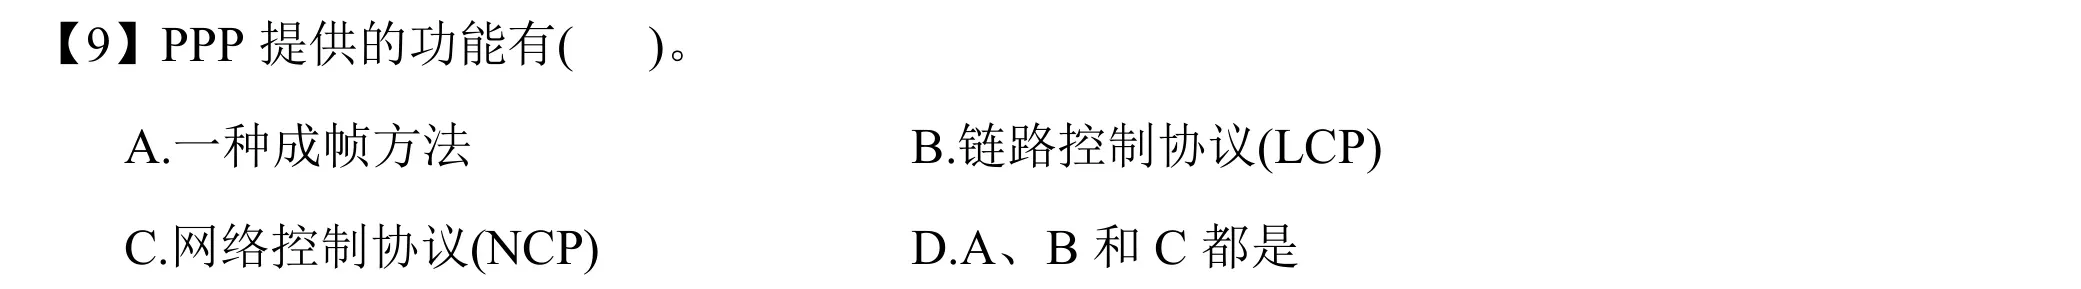 【9】PPP 提供的功能有(     )。
A.一种成帧方法 B.链路控制协议(LCP)
C.网络控制协议(NCP) D.A、B 和 C 都是